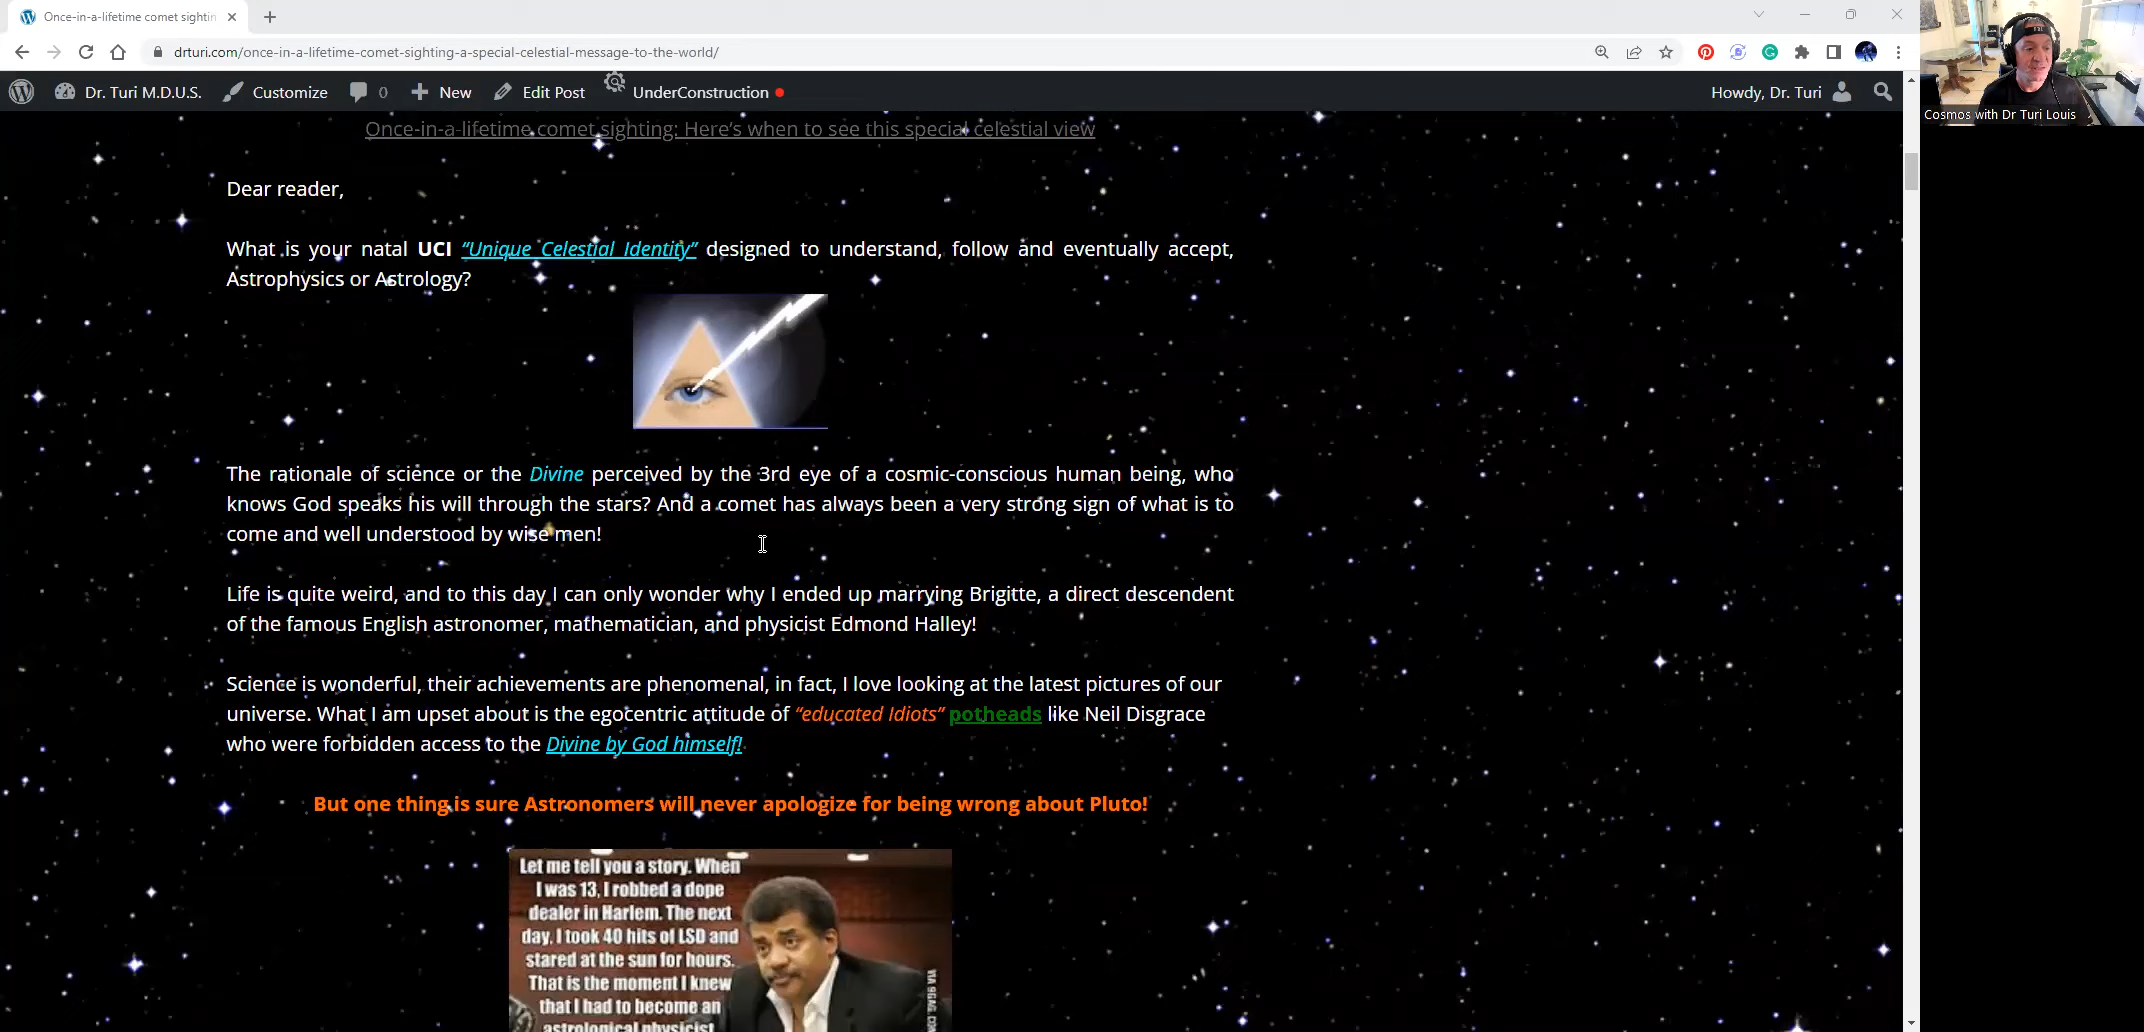 Once-in-a-lifetime comet sightin
drturi.com/once-in-a-lifetime-comet-sighting-a-special-celestial-message-to-the-world/
Dr. Turi M.D.U.S.
Customize
0
New
Edit Post
UnderConstruction
Howdy, Dr. Turi
Cosmos with Dr Turi Louis
Once-in-a-lifetime comet sighting: Here's when to see this special celestial view
Dear reader,
What is your natal UCI “Unique Celestial Identity” designed to understand, follow and eventually accept,
Astrophysics or Astrology?
The rationale of science or the Divine perceived by the 3rd eye of a cosmic-conscious human being, who
knows God speaks his will through the stars? And a comet has always been a very strong sign of what is to
come and well understood by wise men!
Life is quite weird, and to this day I can only wonder why I ended up marrying Brigitte, a direct descendent
of the famous English astronomer, mathematician, and physicist Edmond Halley!
Science is wonderful, their achievements are phenomenal, in fact, I love looking at the latest pictures of our
universe. What I am upset about is the egocentric attitude of “educated Idiots” potheads like Neil Disgrace
who were forbidden access to the Divine by God himself!
But one thing is sure Astronomers will never apologize for being wrong about Pluto!
Let me tell you a story. When
I was 13, I robbed a dope
dealer in Harlem. The next
day, I took 40 hits of LSD and
stared at the sun for hours.
That is the moment I knew
that I had to become an
astrological physicist
VIA 9GAG.COM